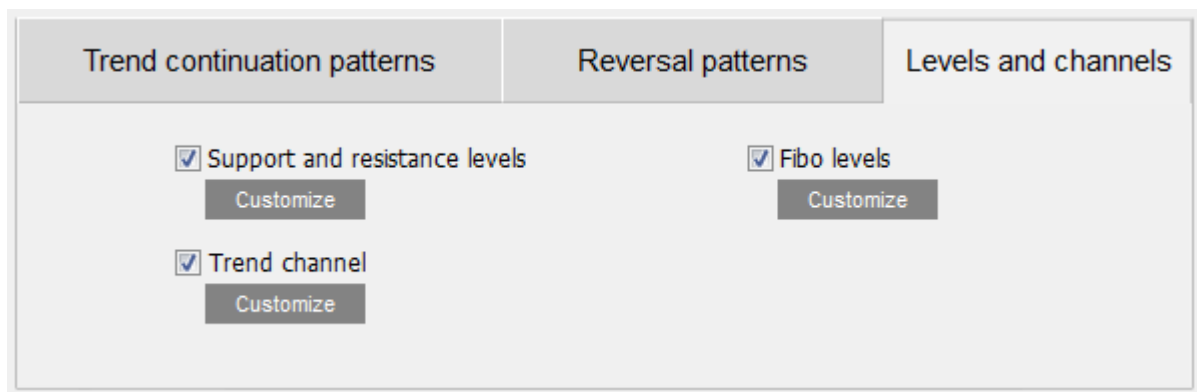 Trend continuation patterns Reversal patterns Levels and channels
Support and resistance levels Fibo levels
Customize Customize
Trend channel
Customize